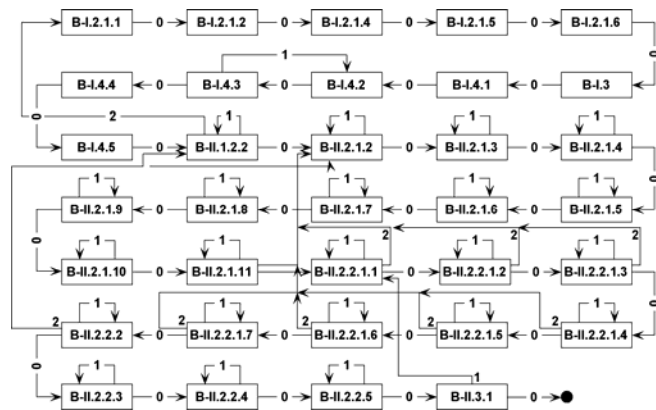 B-I.2.1.1 0 B-I.2.1.2 0 B-I.2.1.4 0 B-I.2.1.5 0 B-I.2.1.6
0
1
B-I.4.4 0 B-I.4.3 0 B-I.4.2 0 B-I.4.1 0 B-I.3
0 2 1 1 1 1
B-I.4.5 0 B-II.1.2.2 0 B-II.2.1.2 0 B-II.2.1.3 0 B-II.2.1.4
0
1 1 1 1 1
B-II.2.1.9 0 B-II.2.1.8 0 B-II.2.1.7 0 B-II.2.1.6 0 B-II.2.1.5
0 2 2 2
1 1 1 1 1
B-II.2.1.10 0 B-II.2.1.11 0 B-II.2.2.1.1 0 B-II.2.2.1.2 0 B-II.2.2.1.3
0
1 1 1 1 1
2 2 2 2 2
B-II.2.2.2 0 B-II.2.2.1.7 0 B-II.2.2.1.6 0 B-II.2.2.1.5 0 B-II.2.2.1.4
0
1 1 1 1
B-II.2.2.3 0 B-II.2.2.4 0 B-II.2.2.5 0 B-II.3.1 0